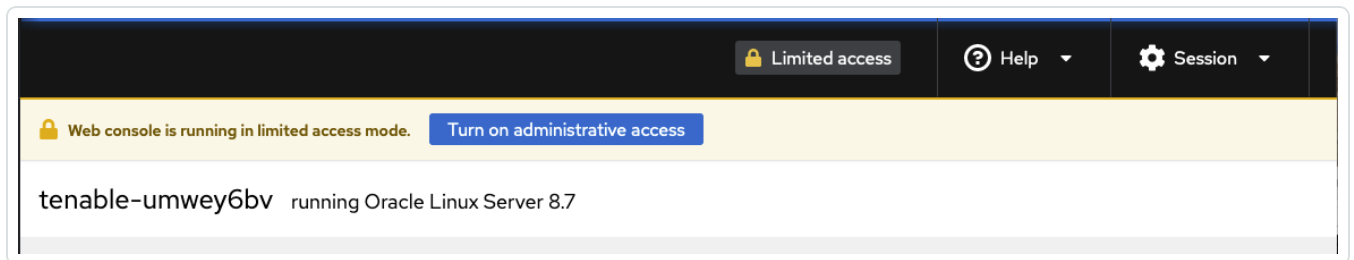 Limited access Help Session
Web console is running in limited access mode. Turn on administrative access
tenable-umwey6bv running Oracle Linux Server 8.7